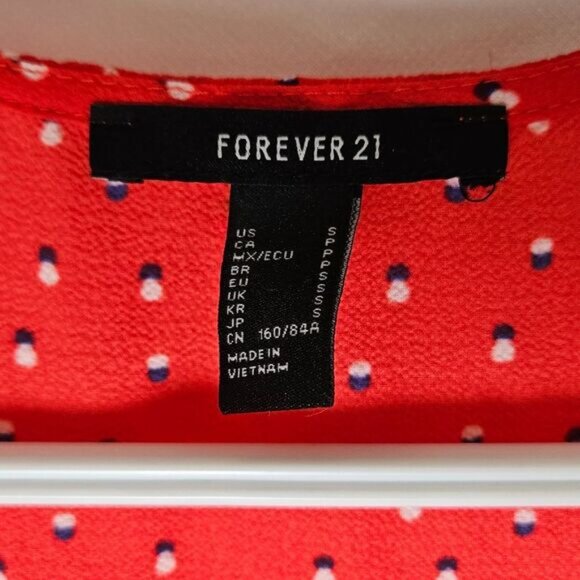 FOREVER 21
US S
CA P
MX/ECU P
BR P
EU S
UK S
KR S
JP S
CN 160/84A
MADE IN
VIETNAM